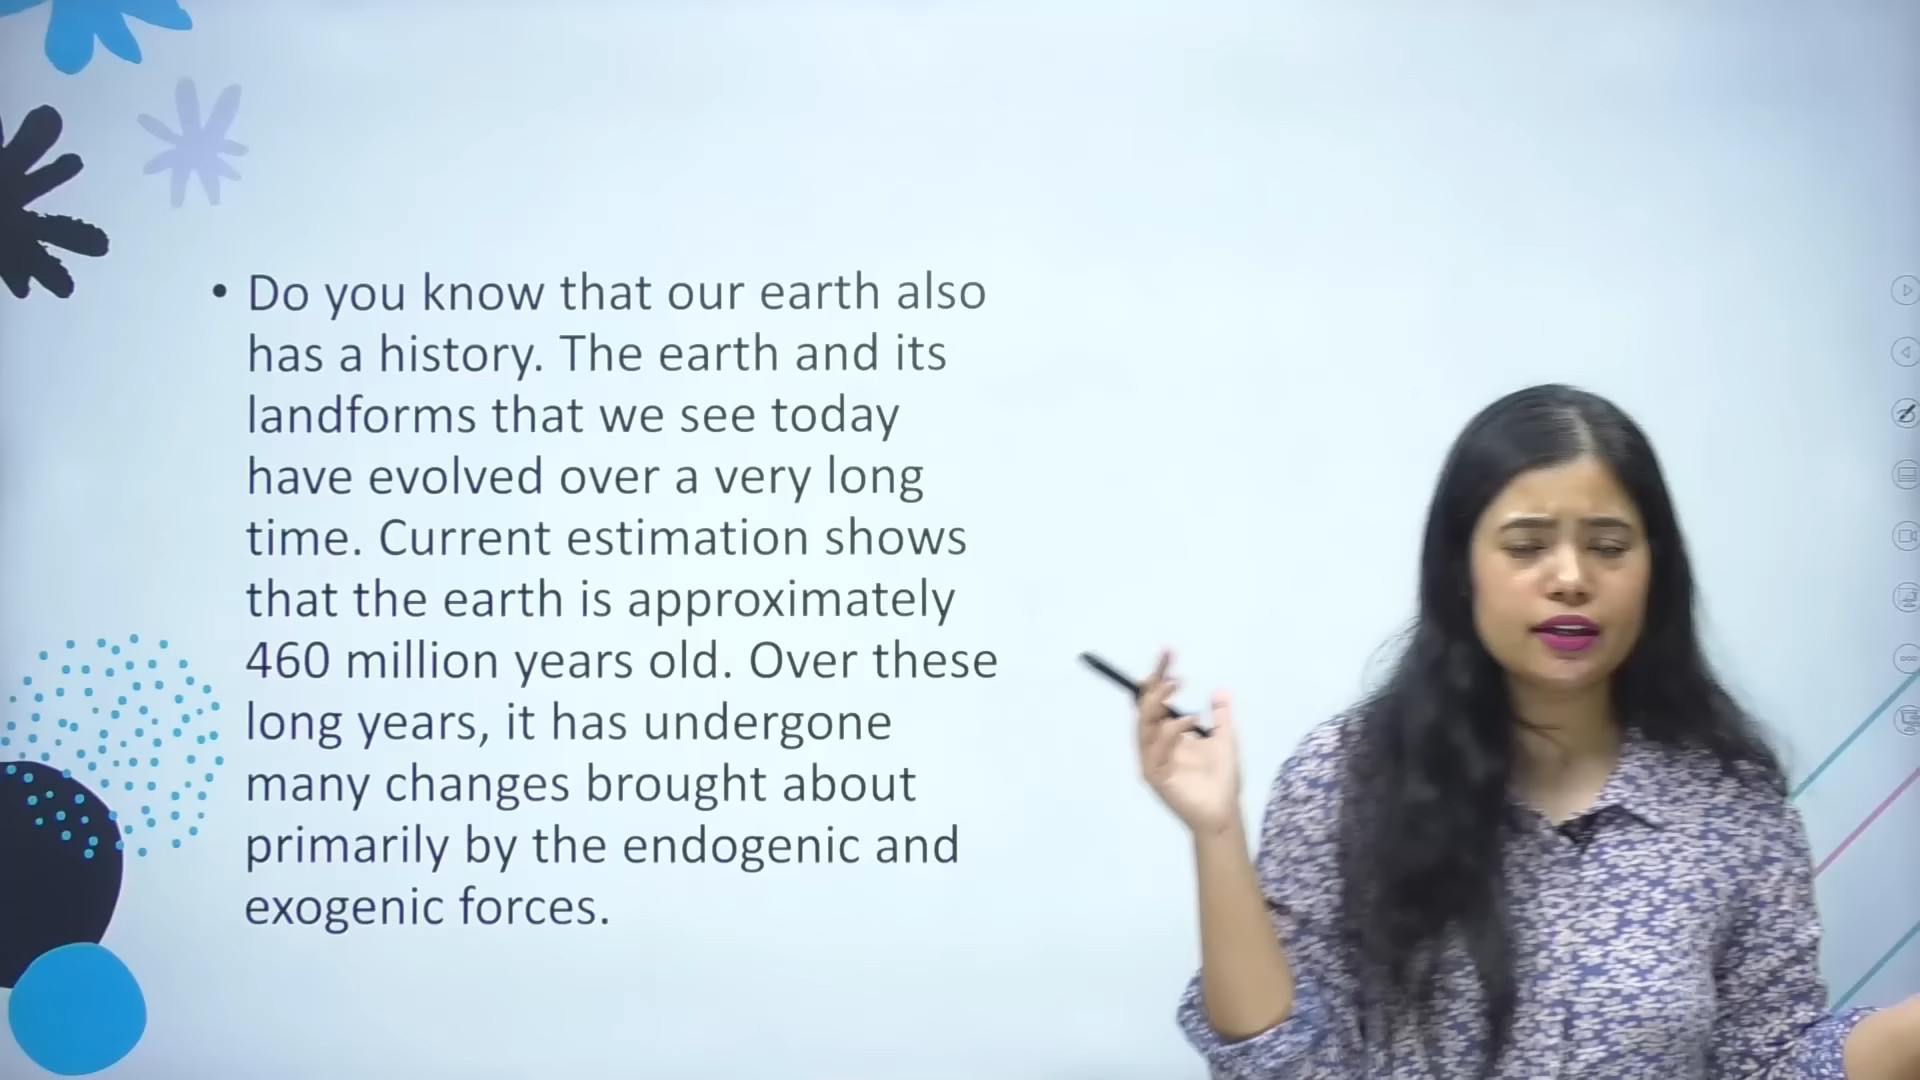 • Do you know that our earth also
has a history. The earth and its
landforms that we see today
have evolved over a very long
time. Current estimation shows
that the earth is approximately
460 million years old. Over these
long years, it has undergone
many changes brought about
primarily by the endogenic and
exogenic forces.